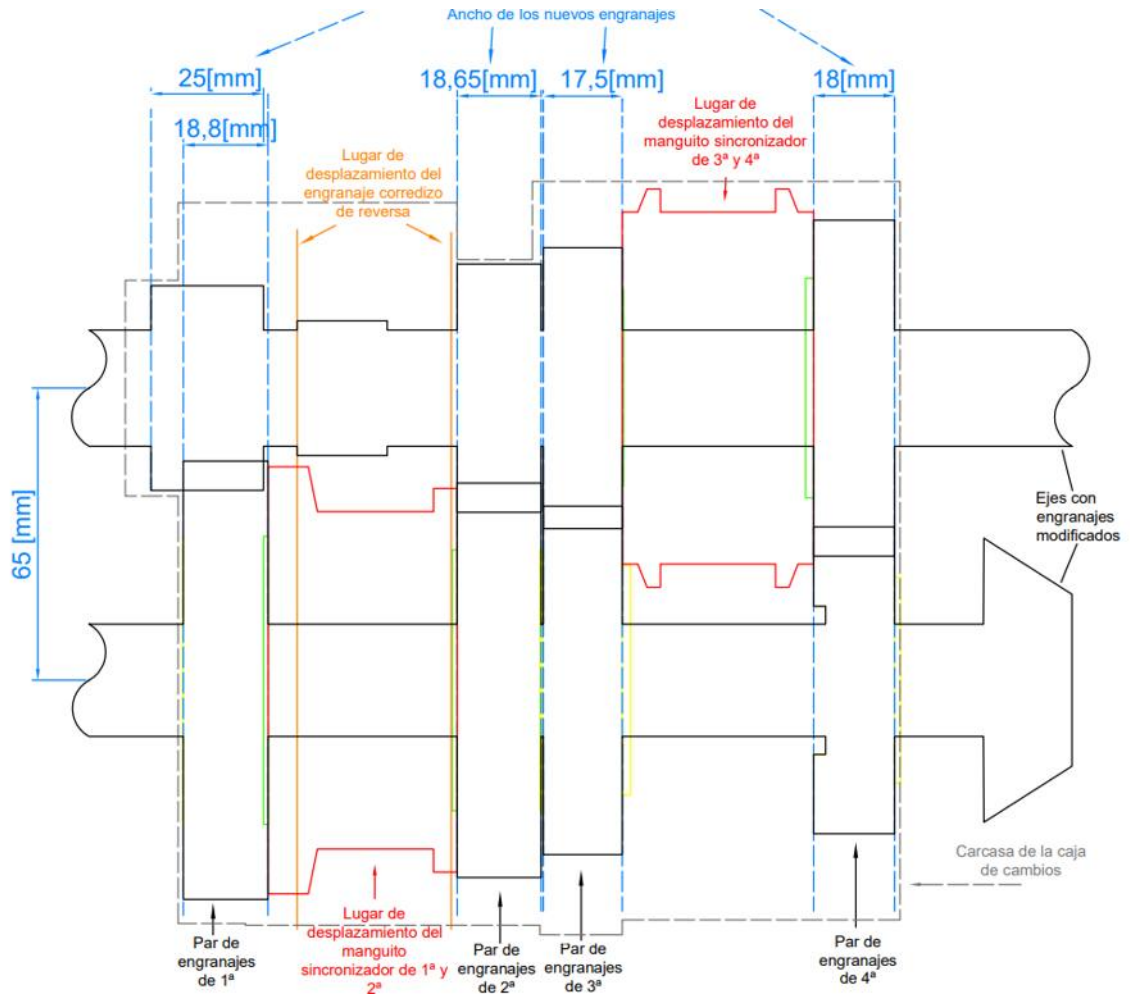 Ancho de los nuevos engranajes
25[mm]
18,8[mm]
18,65[mm]
17,5[mm]
18[mm]
Lugar de
desplazamiento del
manguito sincronizador
de 3ª y 4ª
Lugar de
desplazamiento del
engranaje corredizo
de reversa
65 [mm]
Ejes con
engranajes
modificados
Carcasa de la caja
de cambios
Par de
engranajes
de 1ª
Lugar de
desplazamiento del
manguito
sincronizador de 1ª y
2ª
Par de
engranajes
de 2ª
Par de
engranajes
de 3ª
Par de
engranajes
de 4ª